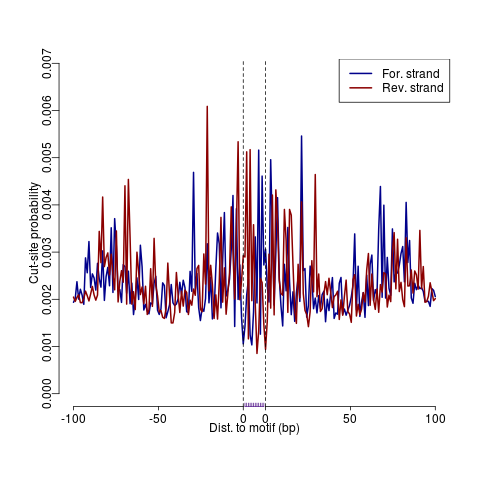 For. strand
Rev. strand
Cut-site probability
0.007
0.006
0.005
0.004
0.003
0.002
0.001
0.000
-100 -50 0 0 50 100
Dist. to motif (bp)